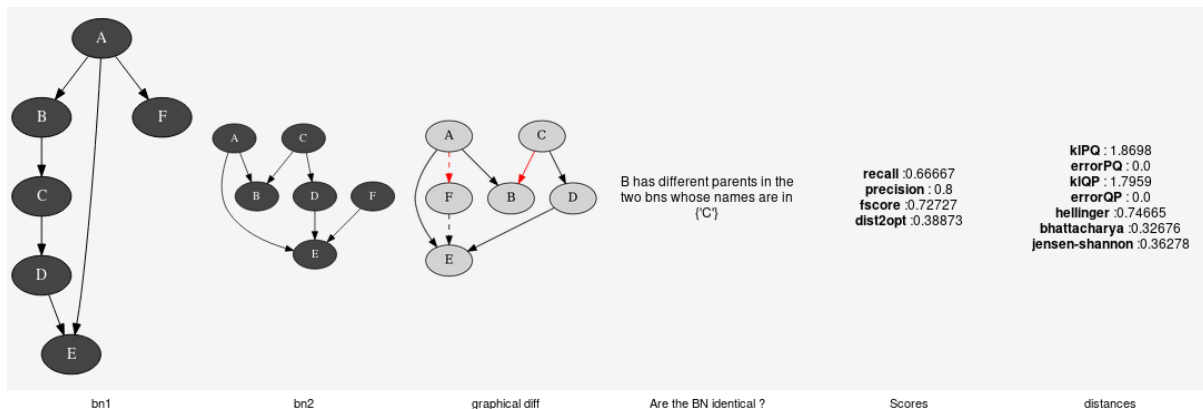 A
B
F
C
D
E
A
C
B
D
F
E
A
C
F
B
D
E
B has different parents in the
two bns whose names are in
{'C'}
recall :0.66667
precision : 0.8
fscore : 0.72727
dist2opt : 0.38873
klPQ : 1.8698
errorPQ : 0.0
klQP : 1.7959
errorQP : 0.0
hellinger : 0.74665
bhattacharya : 0.32676
jensen-shannon : 0.36278
bn1
bn2
graphical diff
Are the BN identical ?
Scores
distances